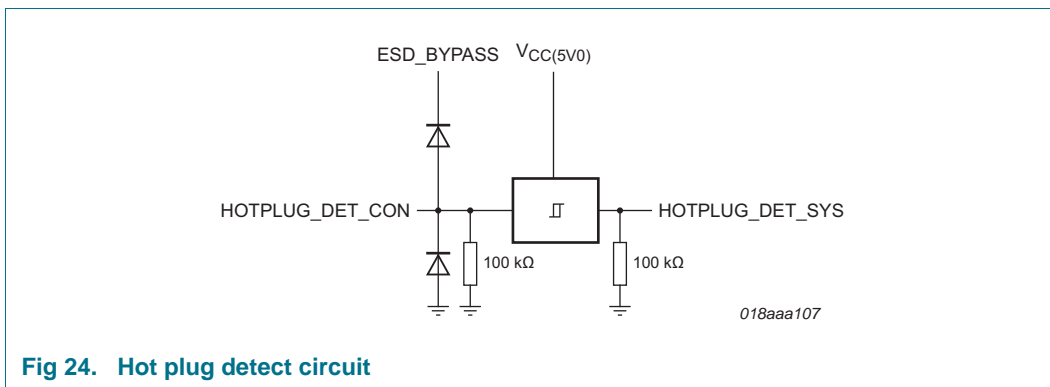 ESD_BYPASS VCC(5V0)
HOTPLUG_DET_CON
HOTPLUG_DET_SYS
100 kΩ
100 kΩ
018aaa107
Fig 24. Hot plug detect circuit